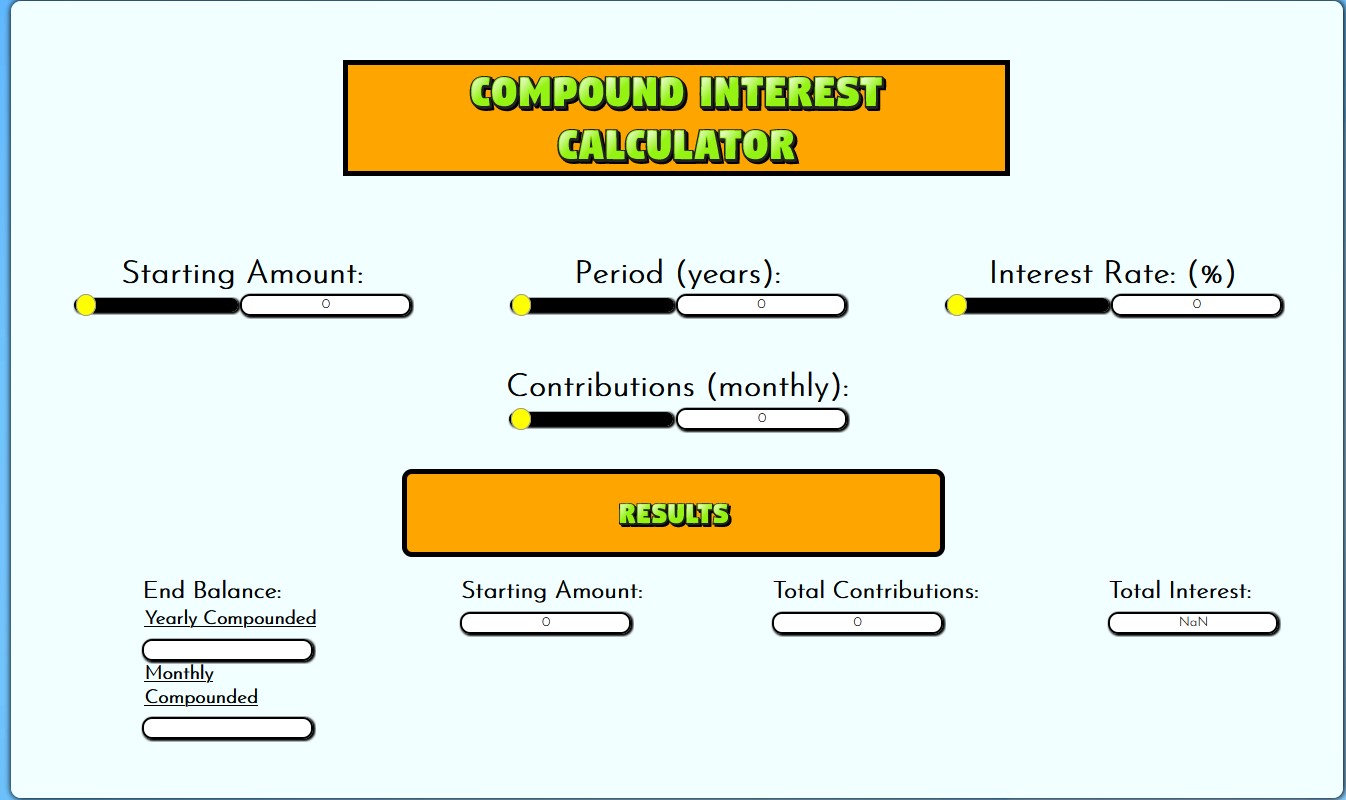 COMPOUND INTEREST
CALCULATOR
Starting Amount:
0
Period (years):
0
Interest Rate: (%)
0
Contributions (monthly):
0
RESULTS
End Balance:
Yearly Compounded
Monthly
Compounded
Starting Amount:
0
Total Contributions:
0
Total Interest:
NaN